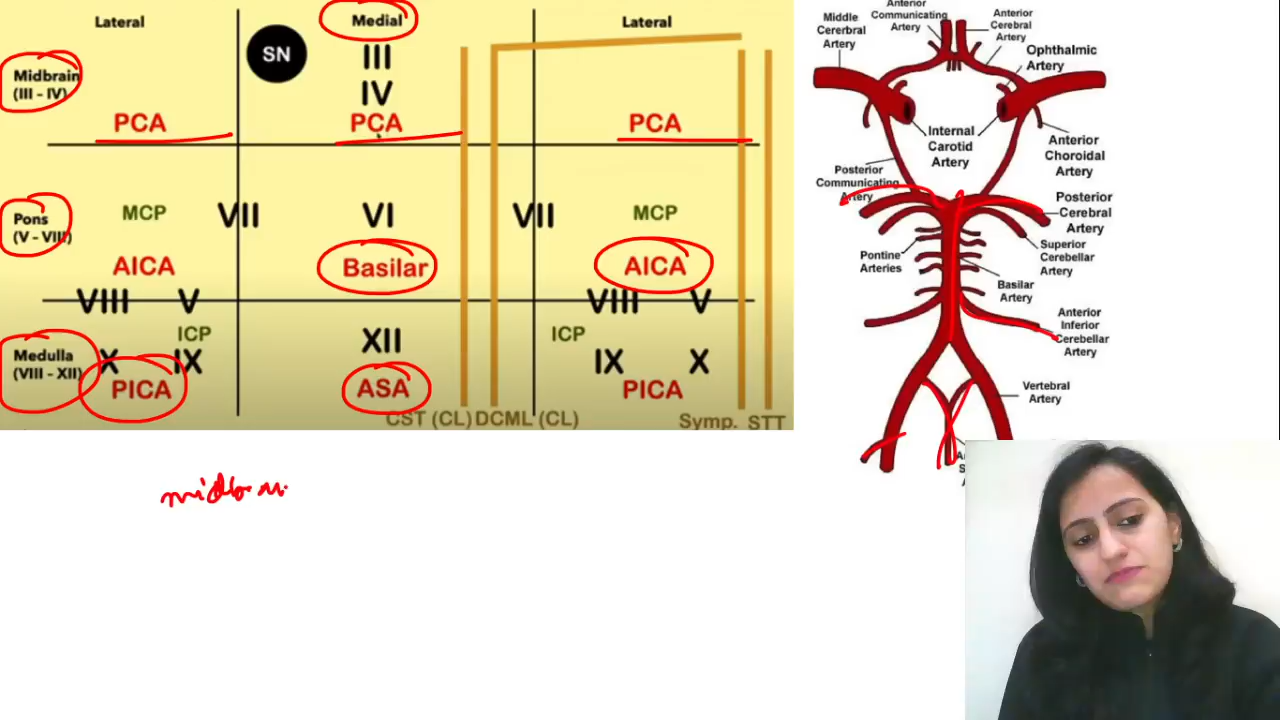 Lateral
Medial
Lateral
SN
III
Midbrain
(III – IV)
IV
PCA
PCA
PCA
Pons
(V – VIII)
MCP
VII
VI
VII
MCP
AICA
Basilar
AICA
VIII
V
VIII
V
ICP
XII
ICP
Medulla
(VIII – XII)
X
IX
IX
X
PICA
ASA
PICA
CST (CL)
DCML (CL)
Symp.
STT
Middle
Cerebral
Artery
Anterior
Communicating
Artery
Anterior
Cerebral
Artery
Ophthalmic
Artery
Internal
Carotid
Artery
Anterior
Choroidal
Artery
Posterior
Communicating
Artery
Posterior
Cerebral
Artery
Superior
Cerebellar
Artery
Pontine
Arteries
Basilar
Artery
Anterior
Inferior
Cerebellar
Artery
Vertebral
Artery